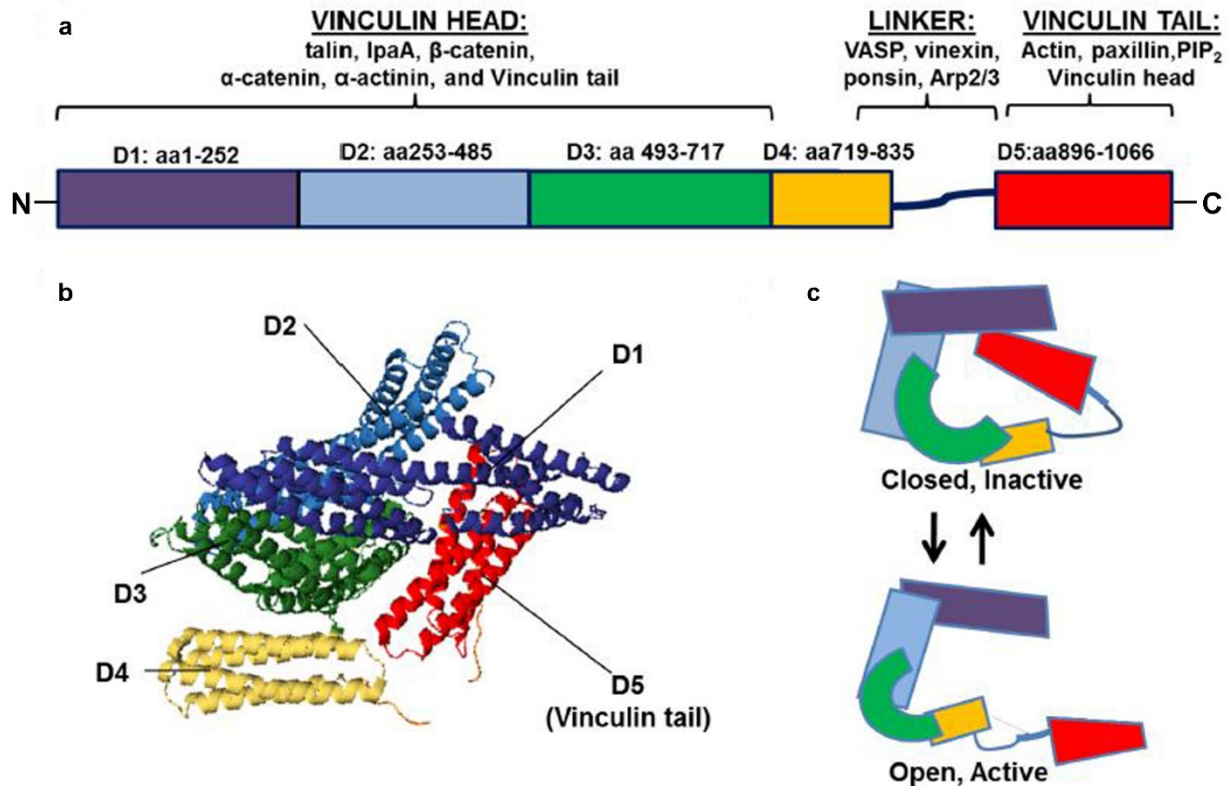 a
VINCULIN HEAD:
talin, IpaA, β-catenin,
α-catenin, α-actinin, and Vinculin tail
LINKER:
VASP, vinexin,
ponsin, Arp2/3
VINCULIN TAIL:
Actin, paxillin,PIP2
Vinculin head
D1: aa1-252
D2: aa253-485
D3: aa 493-717
D4: aa719-835
D5:aa896-1066
N
C
b
D2
D1
D3
D4
D5
(Vinculin tail)
c
Closed, Inactive
Open, Active